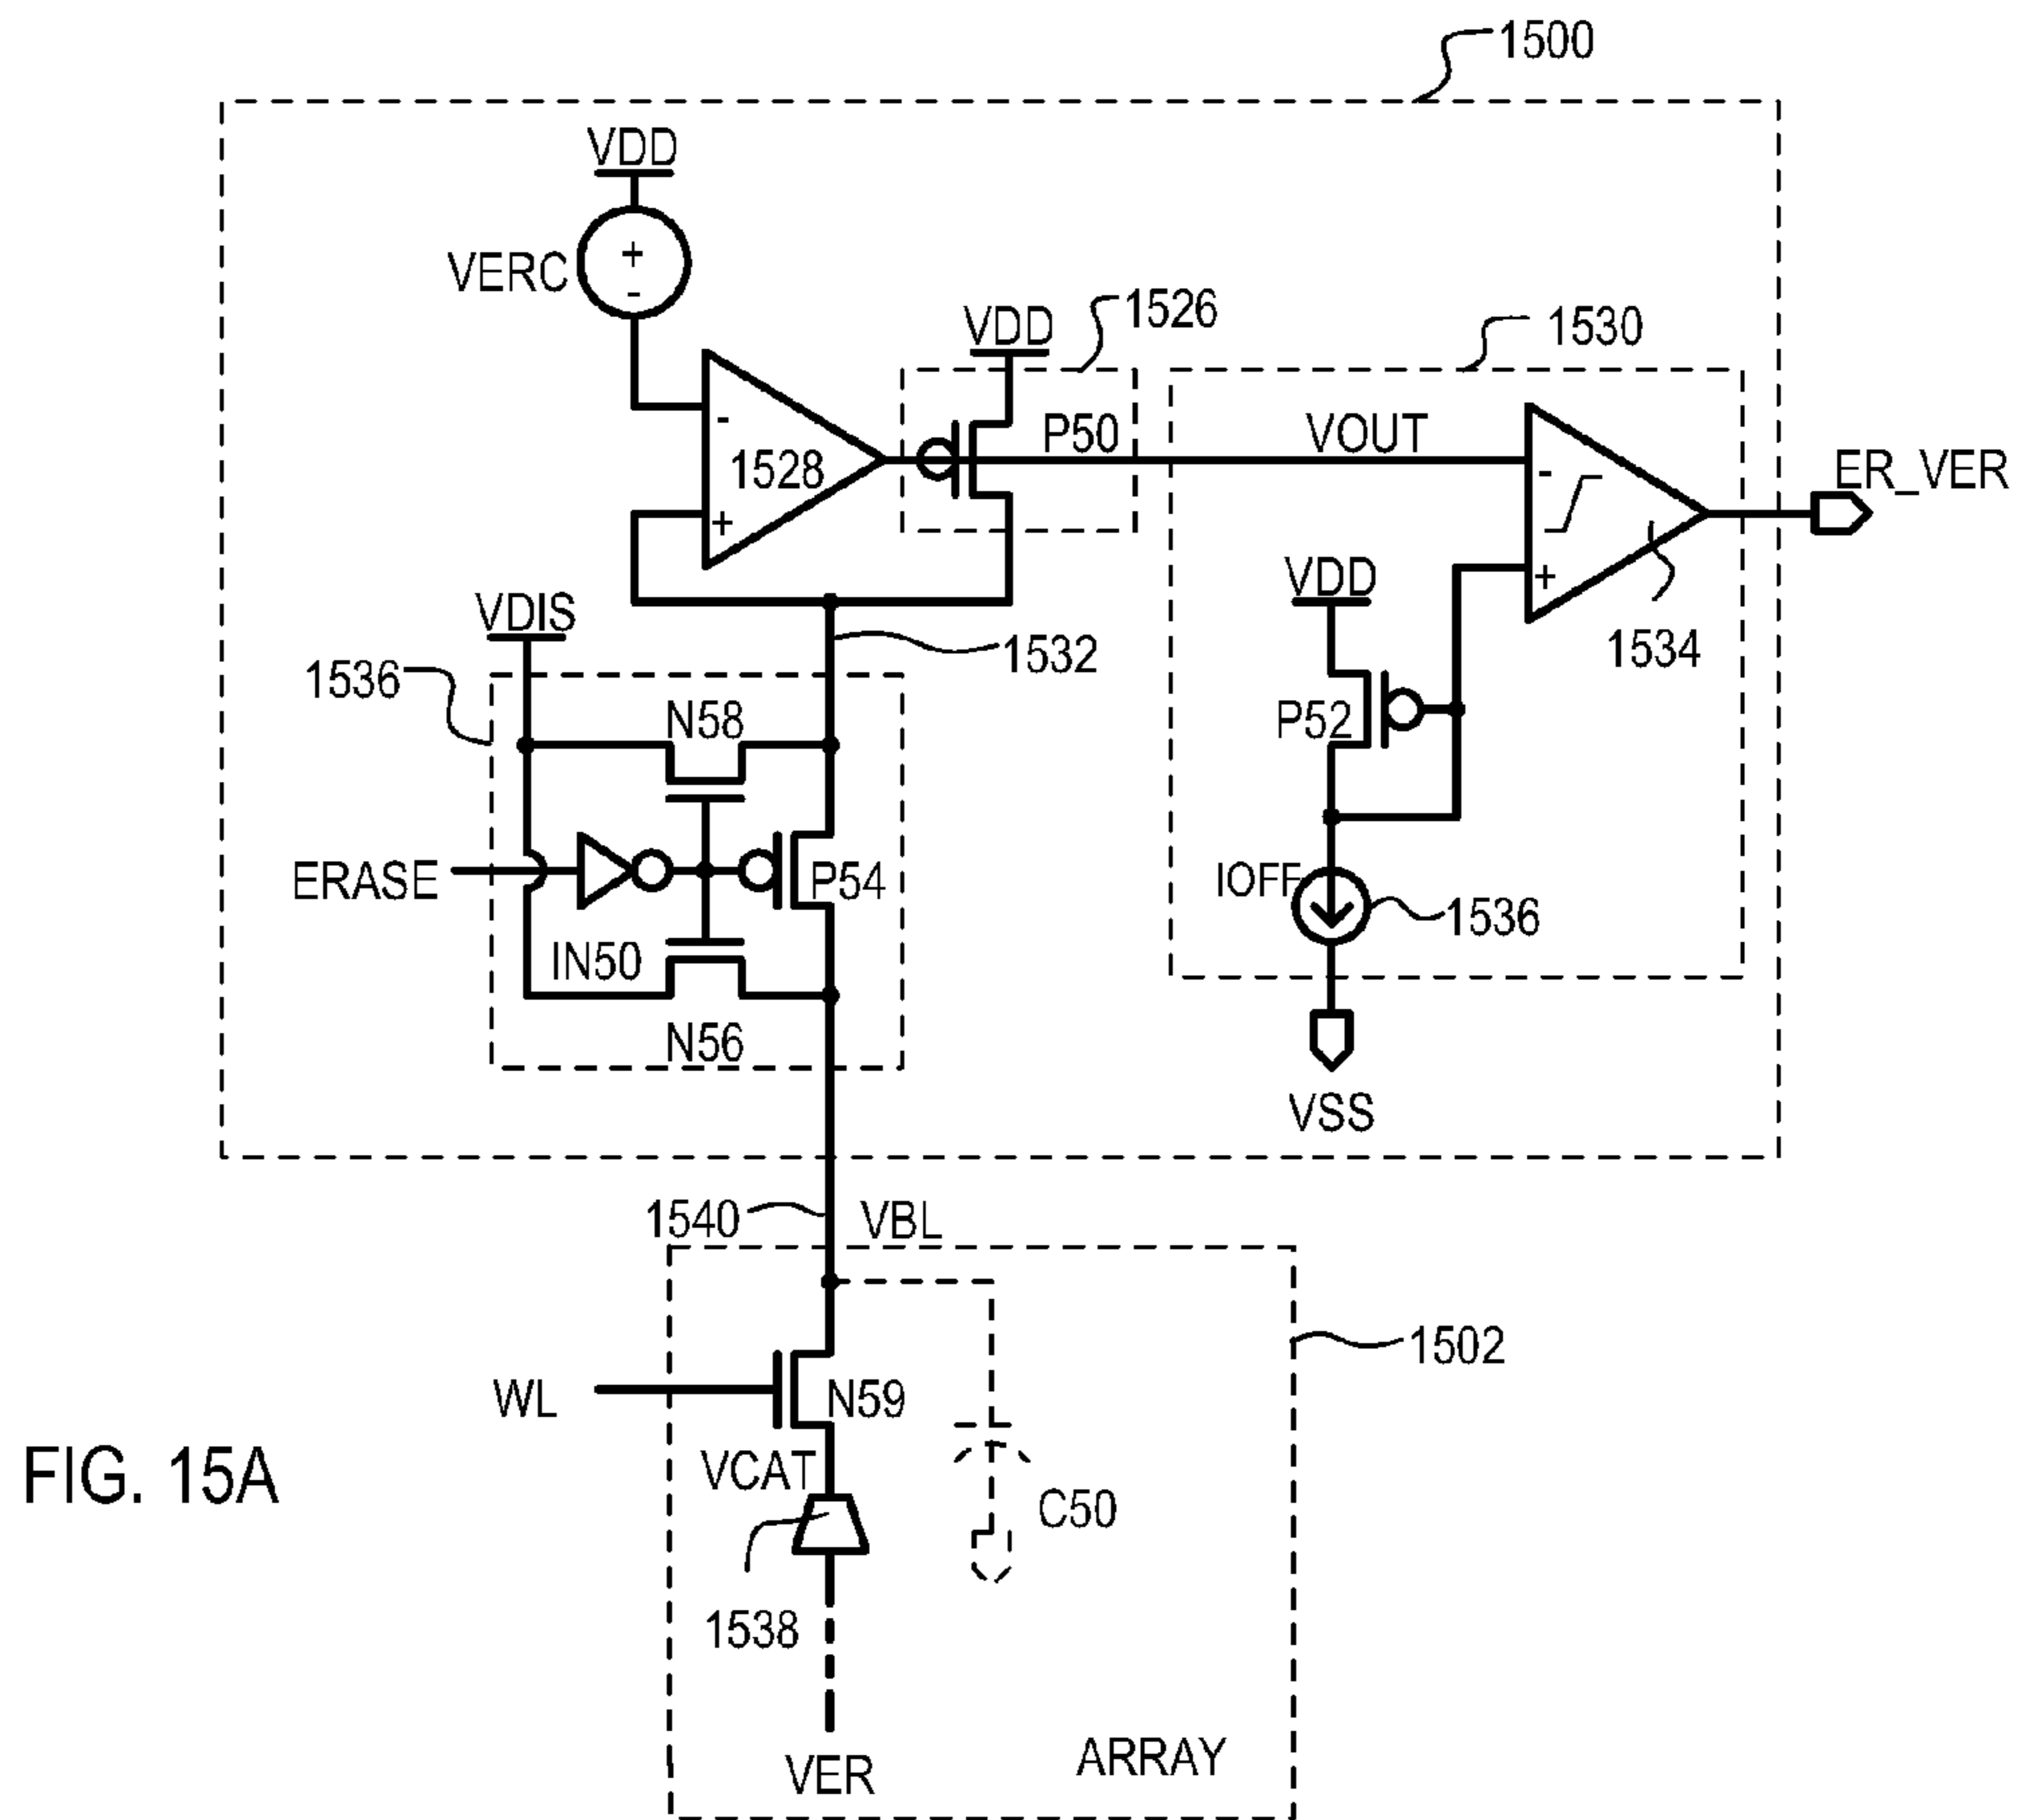 1500
VDD
VERC
+
-
VDD
1526
1530
-
1528
+
P50
VOUT
-
+
ER_VER
VDIS
1532
VDD
1534
1536
N58
P52
ERASE
P54
IOFF
1536
IN50
N56
VSS
1540
VBL
1502
WL
N59
VCAT
FIG. 15A
C50
1538
VER
ARRAY